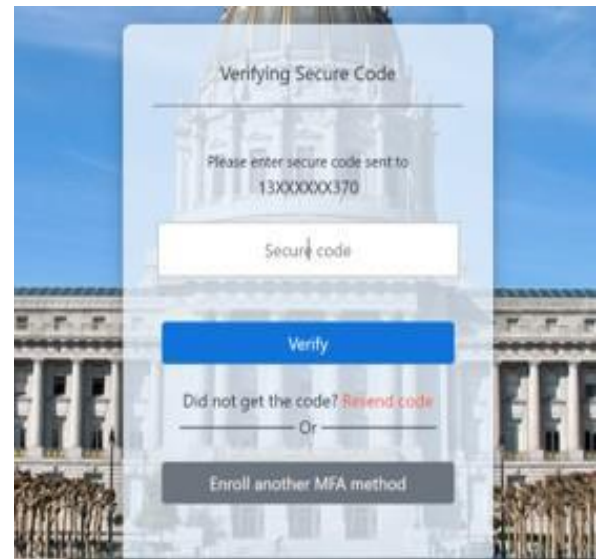 Verifying Secure Code
Please enter secure code sent to
13XXXXXX370
Secure code
Verify
Did not get the code? Resend code
Or
Enroll another MFA method